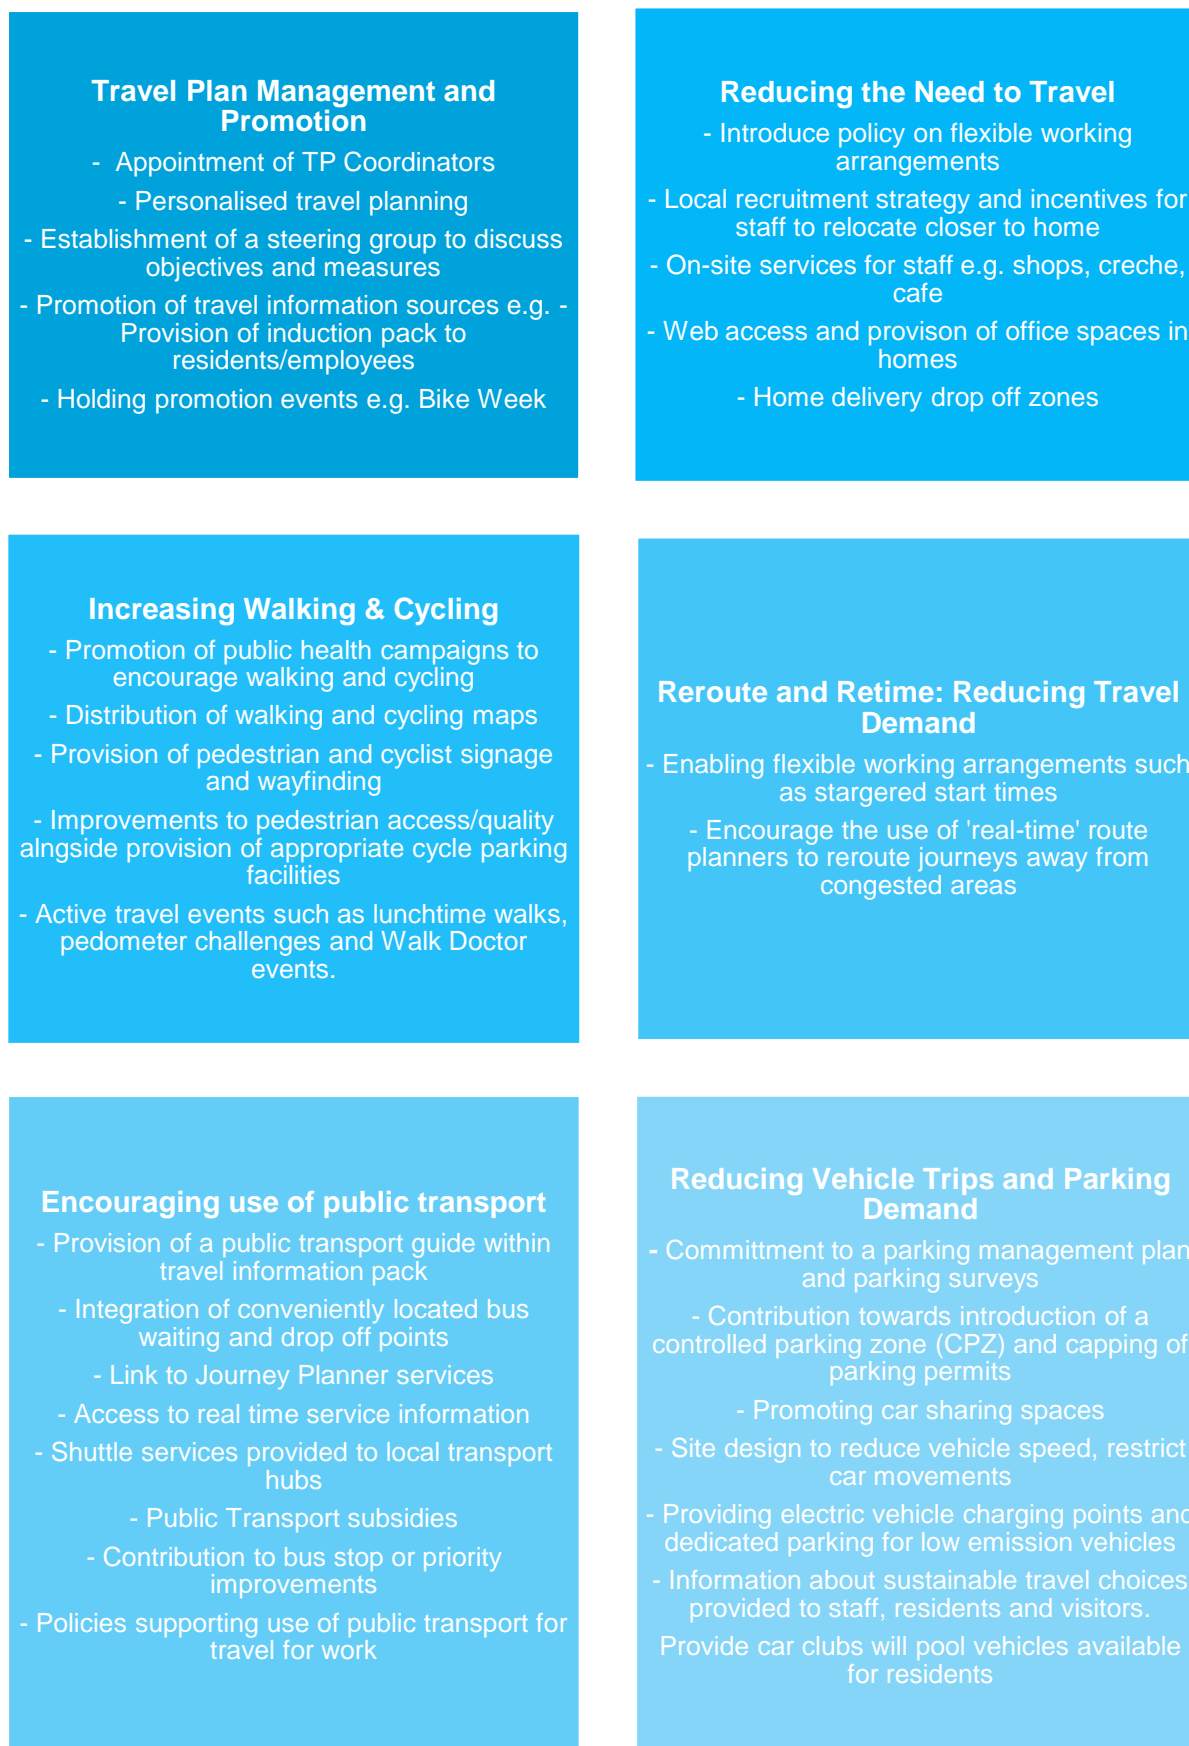 Travel Plan Management and
Promotion
- Appointment of TP Coordinators
- Personalised travel planning
- Establishment of a steering group to discuss
objectives and measures
- Promotion of travel information sources e.g. -
Provision of induction pack to
residents/employees
- Holding promotion events e.g. Bike Week
Reducing the Need to Travel
- Introduce policy on flexible working
arrangements
- Local recruitment strategy and incentives for
staff to relocate closer to home
- On-site services for staff e.g. shops, creche,
cafe
- Web access and provison of office spaces in
homes
- Home delivery drop off zones
Increasing Walking & Cycling
- Promotion of public health campaigns to
encourage walking and cycling
- Distribution of walking and cycling maps
- Provision of pedestrian and cyclist signage
and wayfinding
- Improvements to pedestrian access/quality
alngside provision of appropriate cycle parking
facilities
- Active travel events such as lunchtime walks,
pedometer challenges and Walk Doctor
events.
Reroute and Retime: Reducing Travel
Demand
- Enabling flexible working arrangements such
as stargered start times
- Encourage the use of 'real-time' route
planners to reroute journeys away from
congested areas
Encouraging use of public transport
- Provision of a public transport guide within
travel information pack
- Integration of conveniently located bus
waiting and drop off points
- Link to Journey Planner services
- Access to real time service information
- Shuttle services provided to local transport
hubs
- Public Transport subsidies
- Contribution to bus stop or priority
improvements
- Policies supporting use of public transport for
travel for work
Reducing Vehicle Trips and Parking
Demand
- Committment to a parking management plan
and parking surveys
- Contribution towards introduction of a
controlled parking zone (CPZ) and capping of
parking permits
- Promoting car sharing spaces
- Site design to reduce vehicle speed, restrict
car movements
- Providing electric vehicle charging points and
dedicated parking for low emission vehicles
- Information about sustainable travel choices
provided to staff, residents and visitors.
Provide car clubs will pool vehicles available
for residents